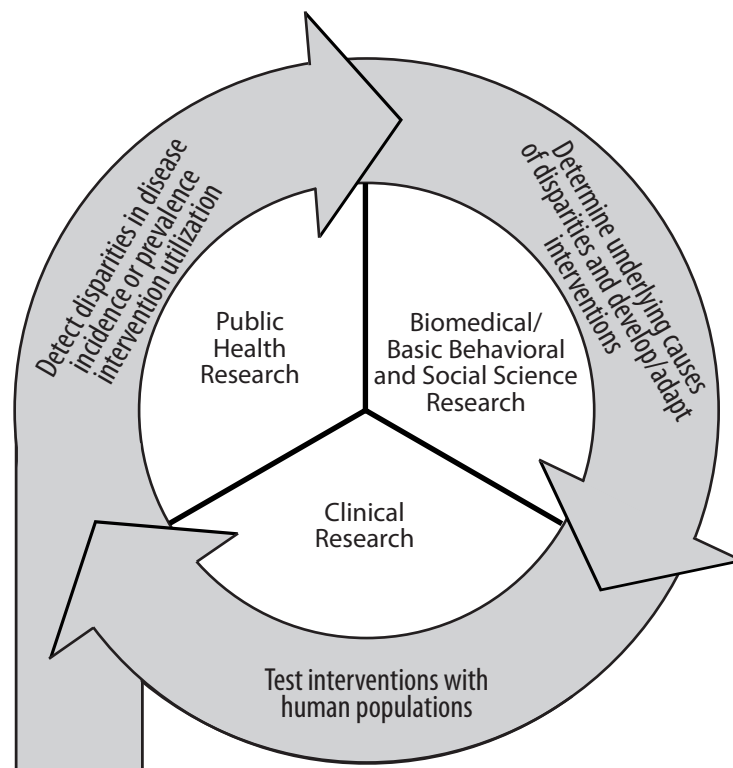 Detect disparities in disease
incidence or prevalence
intervention utilization
Determine underlying causes
of disparities and develop/adapt
interventions
Public
Health
Research
Biomedical/
Basic Behavioral
and Social Science
Research
Clinical
Research
Test interventions with
human populations